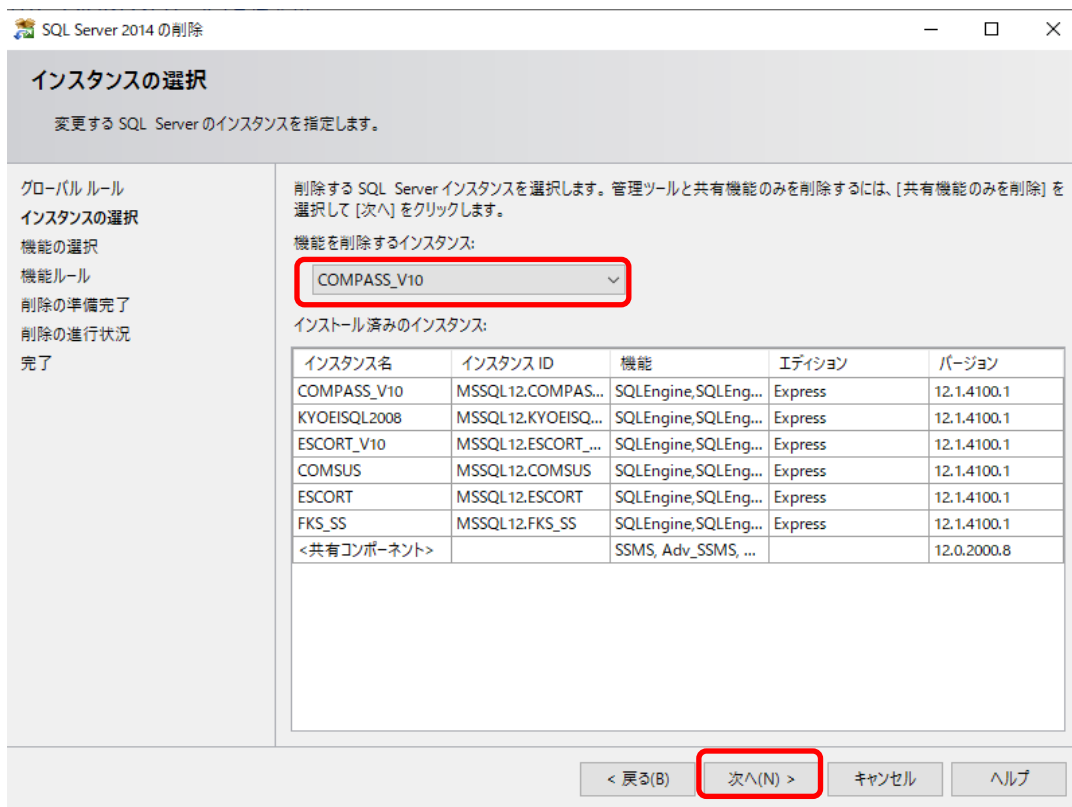 SQL Server 2014 の削除
インスタンスの選択
変更する SQL Server のインスタンスを指定します。
グローバル ルール
インスタンスの選択
機能の選択
機能ルール
削除の準備完了
削除の進行状況
完了
削除する SQL Server インスタンスを選択します。管理ツールと共有機能のみを削除するには、[共有機能のみを削除] を
選択して [次へ] をクリックします。
機能を削除するインスタンス:
COMPASS_V10
インストール済みのインスタンス:
インスタンス名 インスタンス ID 機能 エディション バージョン
COMPASS_V10 MSSQL12.COMPAS... SQLEngine,SQLEng... Express 12.1.4100.1
KYOEISQL2008 MSSQL12.KYOEISQ... SQLEngine,SQLEng... Express 12.1.4100.1
ESCORT_V10 MSSQL12.ESCORT_... SQLEngine,SQLEng... Express 12.1.4100.1
COMSUS MSSQL12.COMSUS SQLEngine,SQLEng... Express 12.1.4100.1
ESCORT MSSQL12.ESCORT SQLEngine,SQLEng... Express 12.1.4100.1
FKS_SS MSSQL12.FKS_SS SQLEngine,SQLEng... Express 12.1.4100.1
<共有コンポーネント> SSMS, Adv_SSMS, ... 12.0.2000.8
< 戻る(B) 次へ(N) > キャンセル ヘルプ